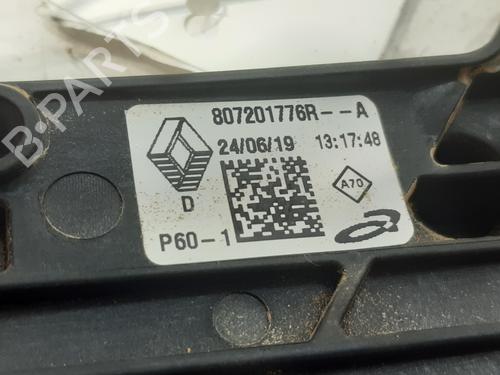 807201776R--A
24/06/19 13:17:48
D
A70
P60-1
B-PARTS